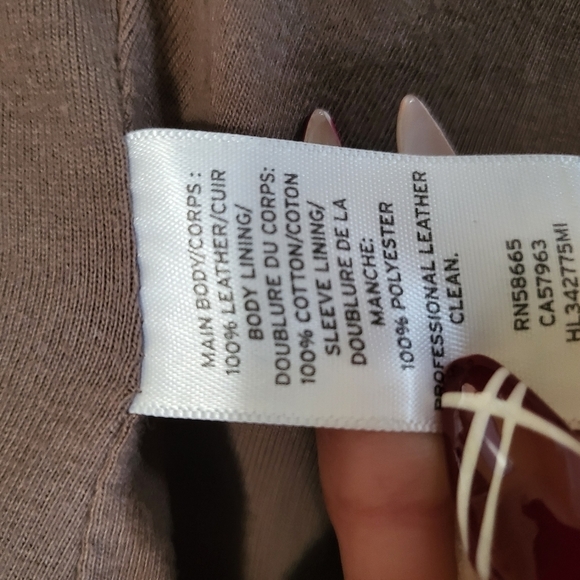 MAIN BODY/CORPS :
100% LEATHER/CUIR
BODY LINING/
DOUBLURE DU CORPS:
100% COTTON/COTON
SLEEVE LINING/
DOUBLURE DE LA
MANCHE:
100% POLYESTER
PROFESSIONAL LEATHER
CLEAN.
RN58665
CA57963
HL342775MI